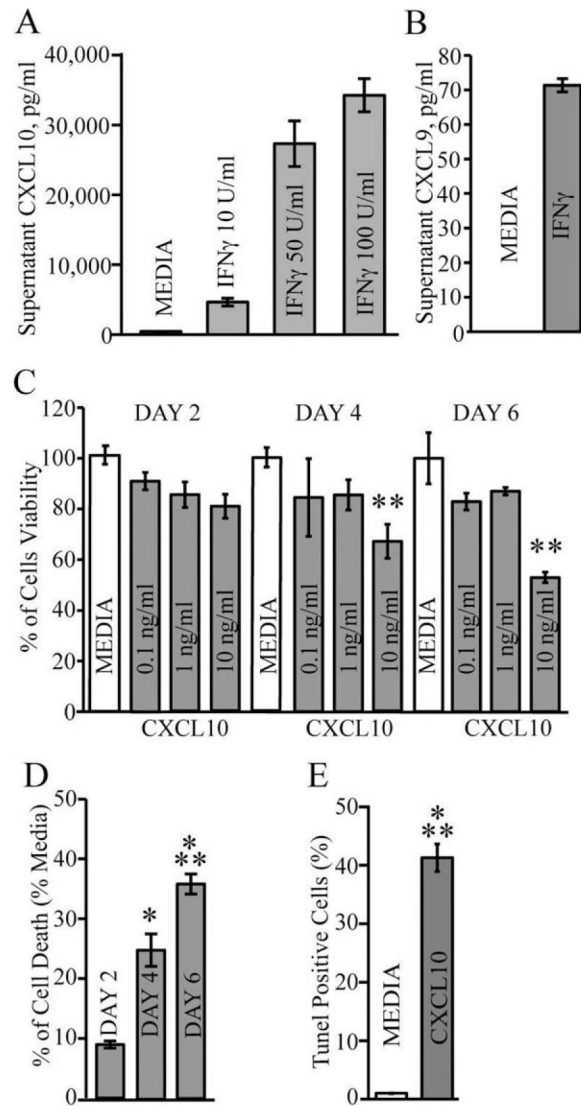 A
Supernatant CXCL10, pg/ml
40,000
30,000
20,000
10,000
0
MEDIA
IFNγ 10 U/ml
IFNγ 50 U/ml
IFNγ 100 U/ml
B
Supernatant CXCL9, pg/ml
80
70
60
50
40
30
20
10
0
MEDIA
IFNγ
C
% of Cells Viability
120
100
80
60
40
20
0
DAY 2 DAY 4 DAY 6
MEDIA
0.1 ng/ml
1 ng/ml
10 ng/ml
MEDIA
0.1 ng/ml
1 ng/ml
**
10 ng/ml
MEDIA
0.1 ng/ml
1 ng/ml
**
10 ng/ml
CXCL10 CXCL10 CXCL10
D
% of Cell Death (% Media)
50
40
30
20
10
0
DAY 2
*
DAY 4
*
**
DAY 6
E
Tunel Positive Cells (%)
50
40
30
20
10
0
MEDIA
*
**
CXCL10